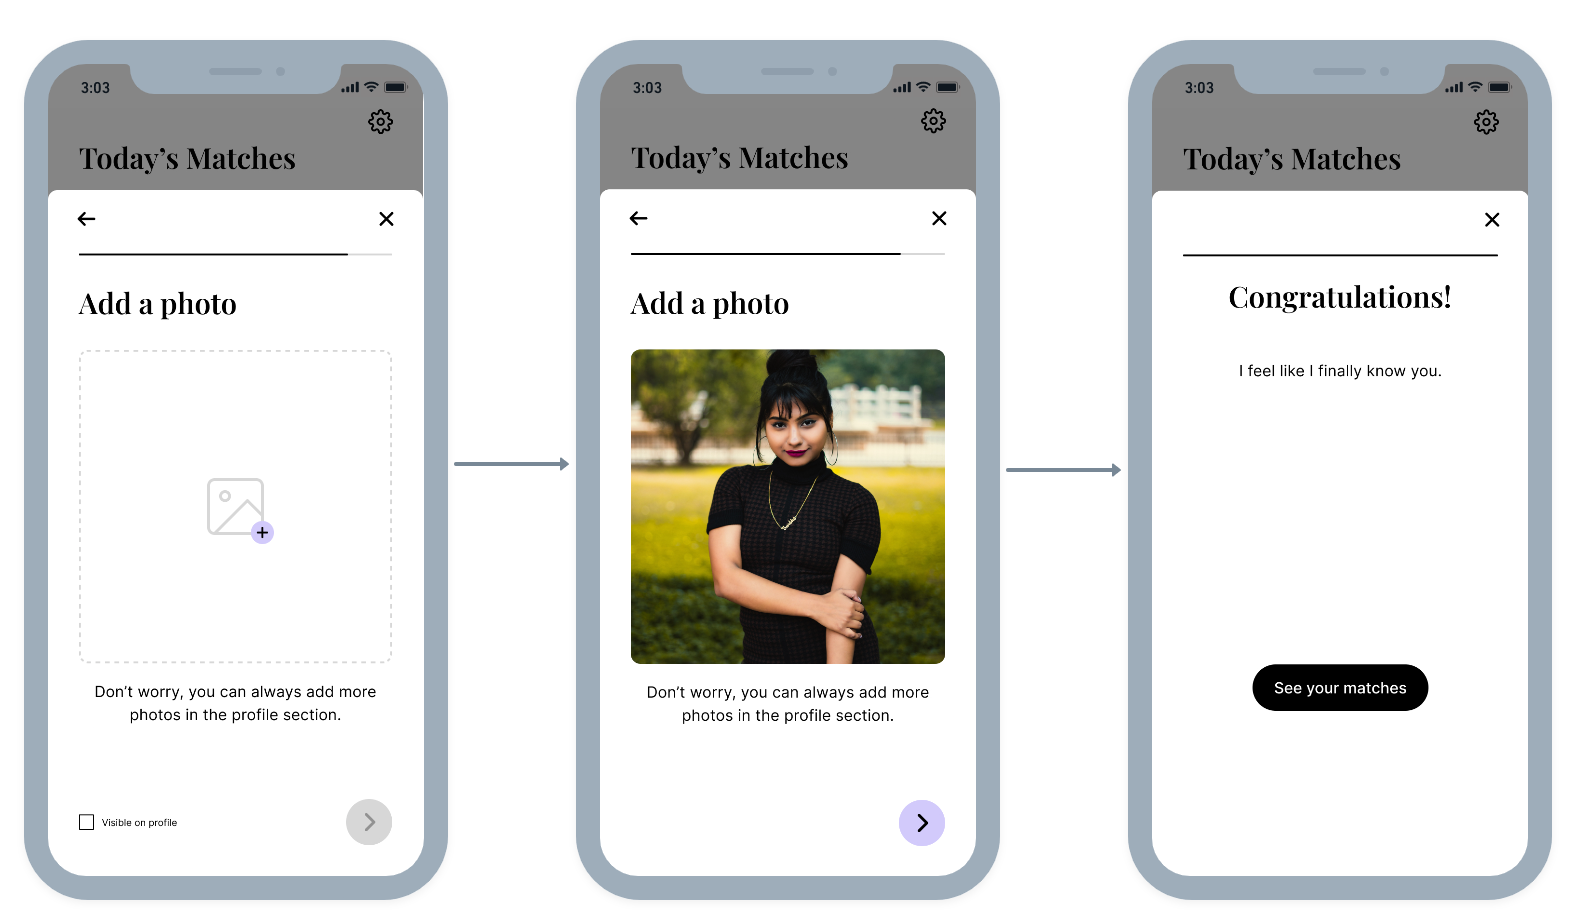 3:03
Today’s Matches
Add a photo
Don’t worry, you can always add more
photos in the profile section.
Visible on profile
3:03
Today’s Matches
Add a photo
Don’t worry, you can always add more
photos in the profile section.
3:03
Today’s Matches
Congratulations!
I feel like I finally know you.
See your matches